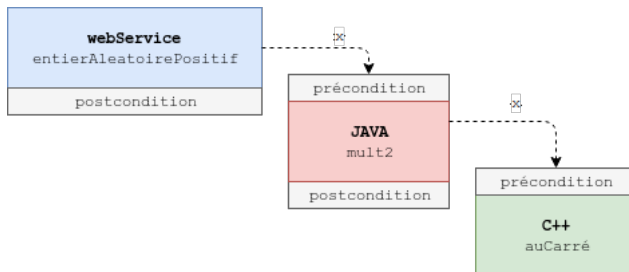 webService
entierAleatoirePositif
postcondition
x
précondition
JAVA
mult2
postcondition
x
précondition
C++
auCarré